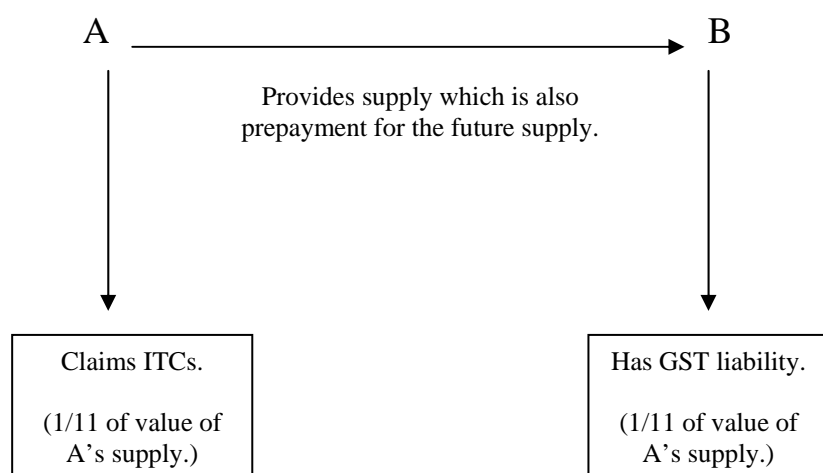 A
B
Provides supply which is also
prepayment for the future supply.
Claims ITCs.
(1/11 of value of
A’s supply.)
Has GST liability.
(1/11 of value of
A’s supply.)